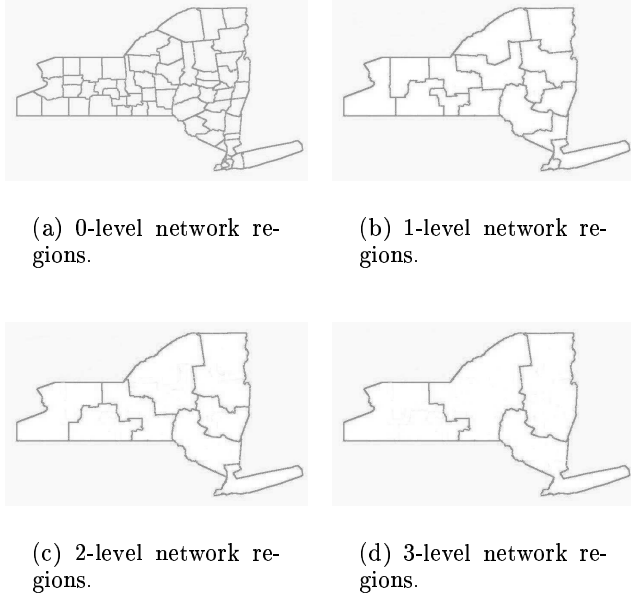 (a) 0-level network re-
gions.
(b) 1-level network re-
gions.
(c) 2-level network re-
gions.
(d) 3-level network re-
gions.